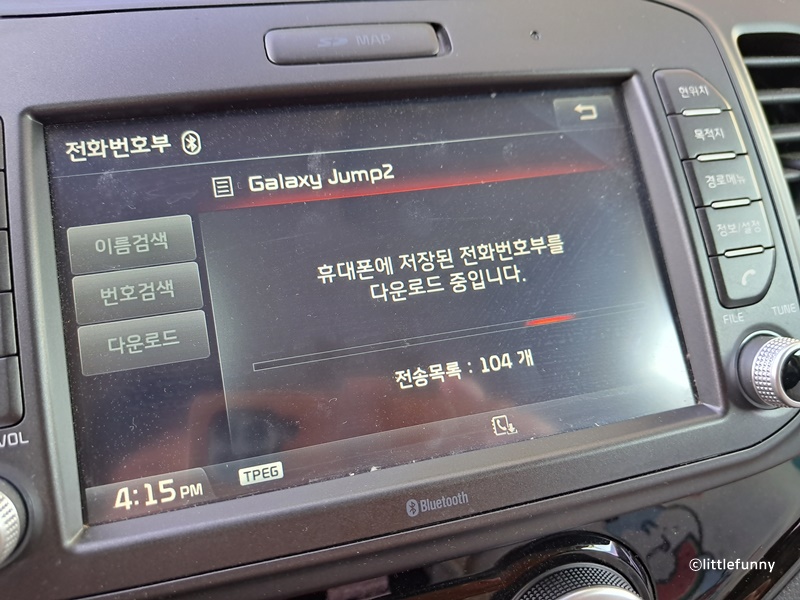 SD MAP
전화번호부
Galaxy Jump2
이름검색
번호검색
다운로드
휴대폰에 저장된 전화번호부를
다운로드 중입니다.
전송목록 : 104 개
4:15 PM
TPEG
Bluetooth
현위치
목적지
경로메뉴
정보/설정
FILE
TUNE
VOL
©littlefunny